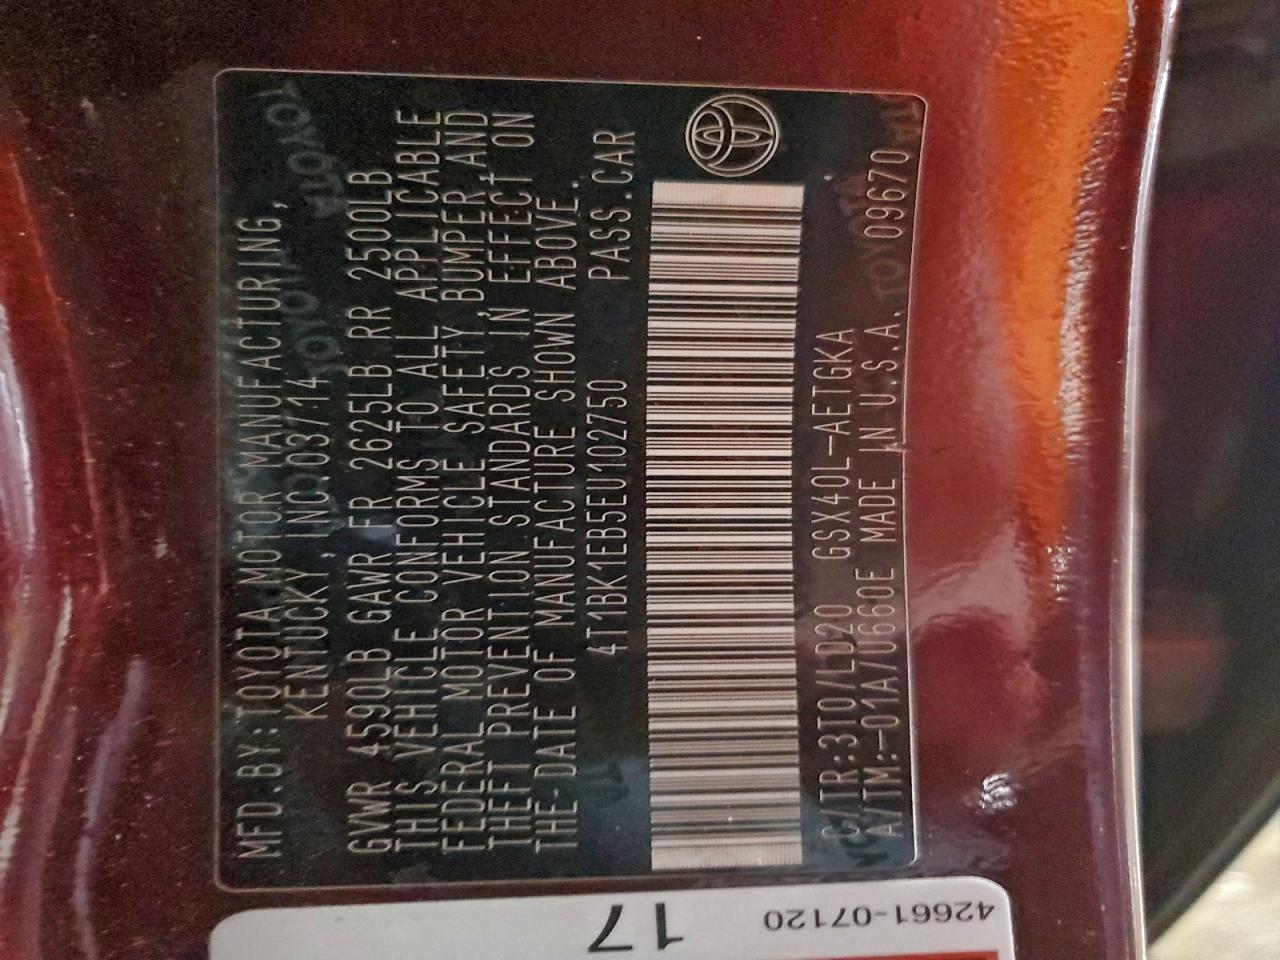 MFD.BY:TOYOTA MOTOR MANUFACTURING,
KENTUCKY, INC.03/14
GVWR 4590LB GAWR FR 2625LB RR 2500LB
THIS VEHICLE CONFORMS TO ALL APPLICABLE
FEDERAL MOTOR VEHICLE SAFETY,BUMPER,AND
THEFT PREVENTION STANDARDS IN EFFECT ON
THE DATE OF MANUFACTURE SHOWN ABOVE.
4T1BK1EB5EU102750 PASS.CAR
C/TR:3T0/LD20 GSX40L-AETGKA
A/TM:-01A/U660E MADE IN U.S.A. 09670
17
42661-07120